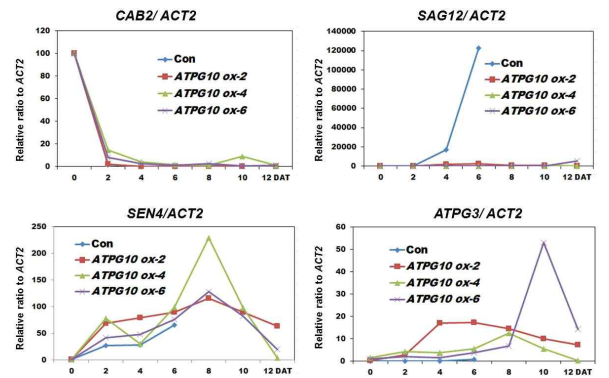 CAB2/ ACT2
Relative ratio to ACT2
120
100
80
60
40
20
0
Con
ATPG10 ox-2
ATPG10 ox-4
ATPG10 ox-6
0 2 4 6 8 10 12 DAT
SAG12/ ACT2
Relative ratio to ACT2
140000
120000
100000
80000
60000
40000
20000
0
Con
ATPG10 ox-2
ATPG10 ox-4
ATPG10 ox-6
0 2 4 6 8 10 12 DAT
SEN4/ACT2
Relative ratio to ACT2
250
200
150
100
50
0
Con
ATPG10 ox-2
ATPG10 ox-4
ATPG10 ox-6
0 2 4 6 8 10 12 DAT
ATPG3/ ACT2
Relative ratio to ACT2
60
50
40
30
20
10
0
Con
ATPG10 ox-2
ATPG10 ox-4
ATPG10 ox-6
0 2 4 6 8 10 12 DAT